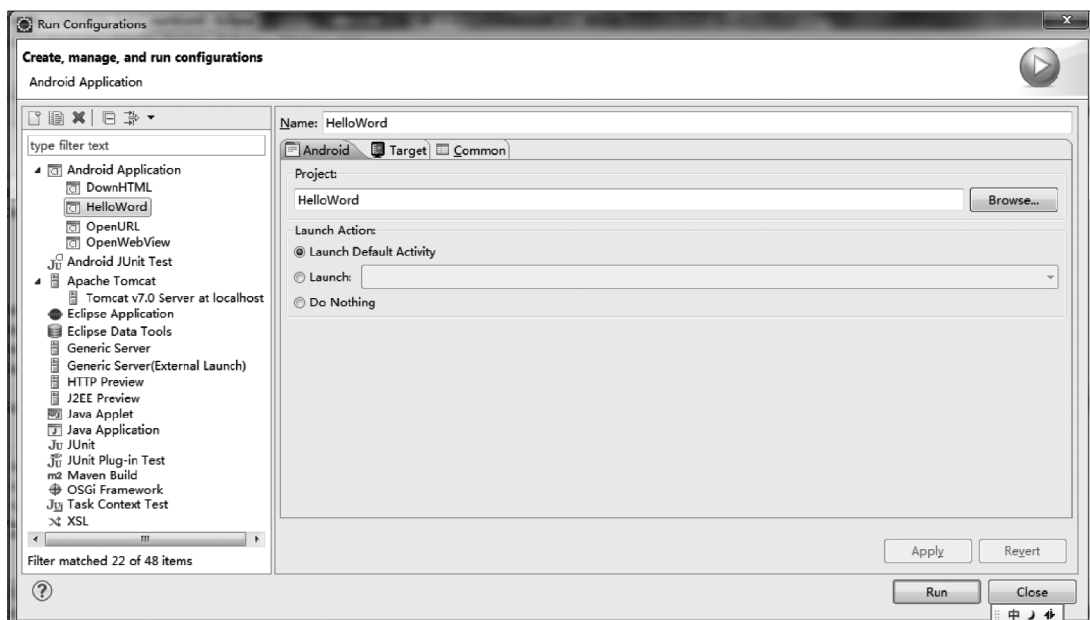 Run Configurations
x
Create, manage, and run configurations
Android Application
type filter text
Android Application
DownHTML
HelloWord
OpenURL
OpenWebView
Android JUnit Test
Apache Tomcat
Tomcat v7.0 Server at localhost
Eclipse Application
Eclipse Data Tools
Generic Server
Generic Server(External Launch)
HTTP Preview
J2EE Preview
Java Applet
Java Application
JUnit
JUnit Plug-in Test
m2 Maven Build
OSGi Framework
Task Context Test
XSL
Filter matched 22 of 48 items
Name: HelloWord
Android Target Common
Project:
HelloWord Browse...
Launch Action:
Launch Default Activity
Launch:
Do Nothing
Apply Revert
? Run Close
中